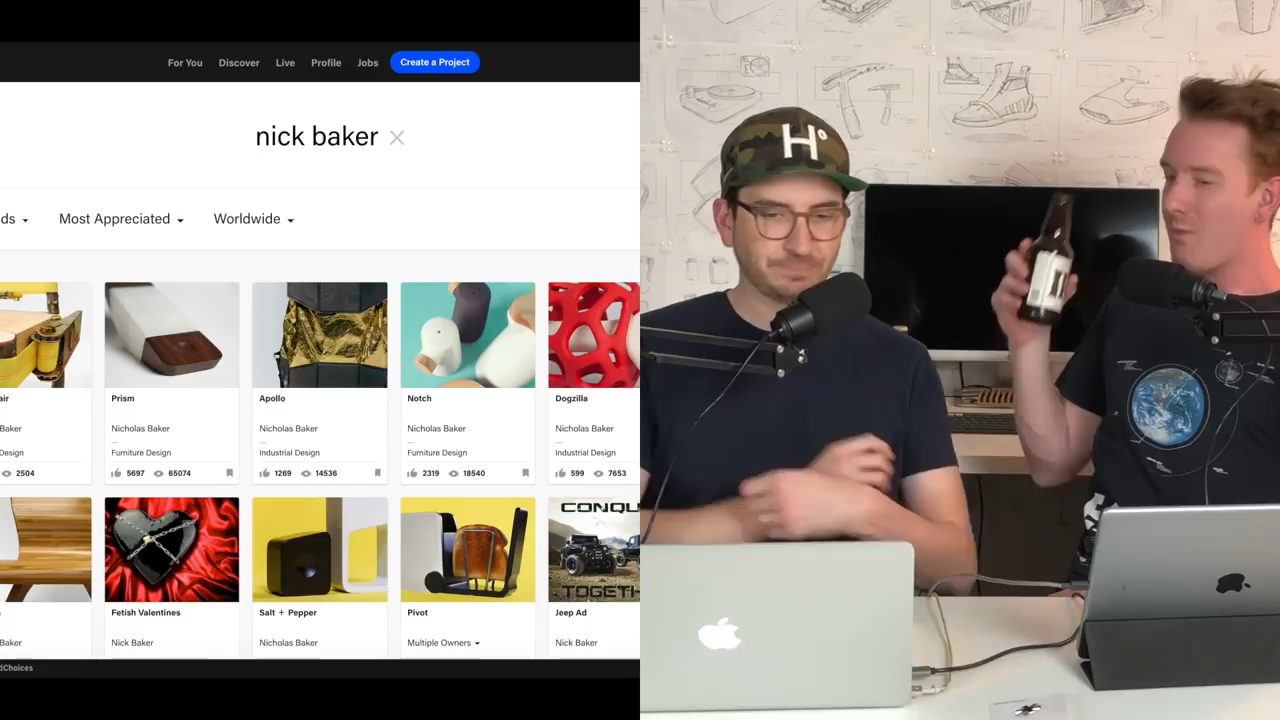 For You Discover Live Profile Jobs Create a Project
nick baker
ds Most Appreciated Worldwide
air Prism Apollo Notch Dogzilla
Baker Nicholas Baker Nicholas Baker Nicholas Baker Nicholas Baker
Design Furniture Design Industrial Design Furniture Design Industrial Design
2504 5697 65074 1269 14536 2319 18540 599 7653
CONQU
TOGETH
Fetish Valentines Salt + Pepper Pivot Jeep Ad
Baker Nick Baker Nicholas Baker Multiple Owners Nick Baker
dChoices
H